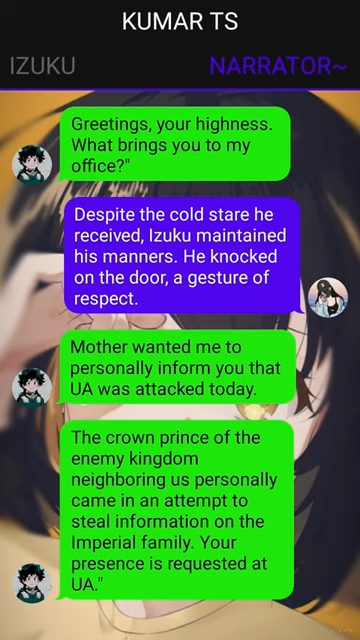 KUMAR TS
IZUKU
NARRATOR~
Greetings, your highness.
What brings you to my
office?"
Despite the cold stare he
received, Izuku maintained
his manners. He knocked
on the door, a gesture of
respect.
Mother wanted me to
personally inform you that
UA was attacked today.
The crown prince of the
enemy kingdom
neighboring us personally
came in an attempt to
steal information on the
Imperial family. Your
presence is requested at
UA."